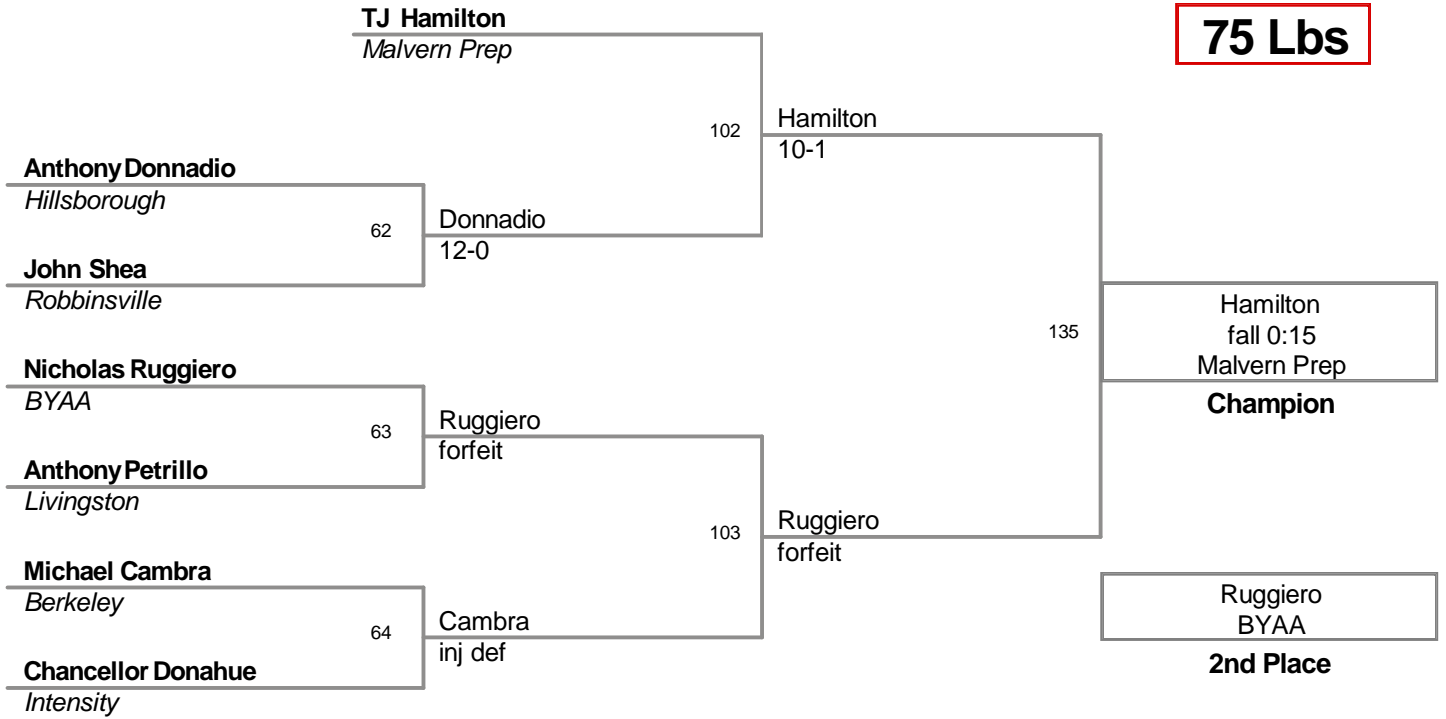 TJ Hamilton
Malvern Prep
75 Lbs
102
Hamilton
10-1
Anthony Donnadio
Hillsborough
62
Donnadio
12-0
John Shea
Robbinsville
135
Hamilton
fall 0:15
Malvern Prep
Champion
Nicholas Ruggiero
BYAA
63
Ruggiero
forfeit
Anthony Petrillo
Livingston
103
Ruggiero
forfeit
Michael Cambra
Berkeley
64
Cambra
inj def
Chancellor Donahue
Intensity
Ruggiero
BYAA
2nd Place